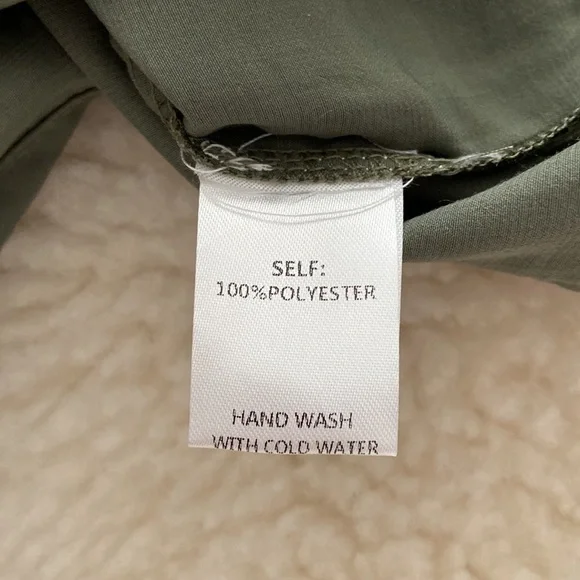 SELF:
100%POLYESTER
HAND WASH
WITH COLD WATER